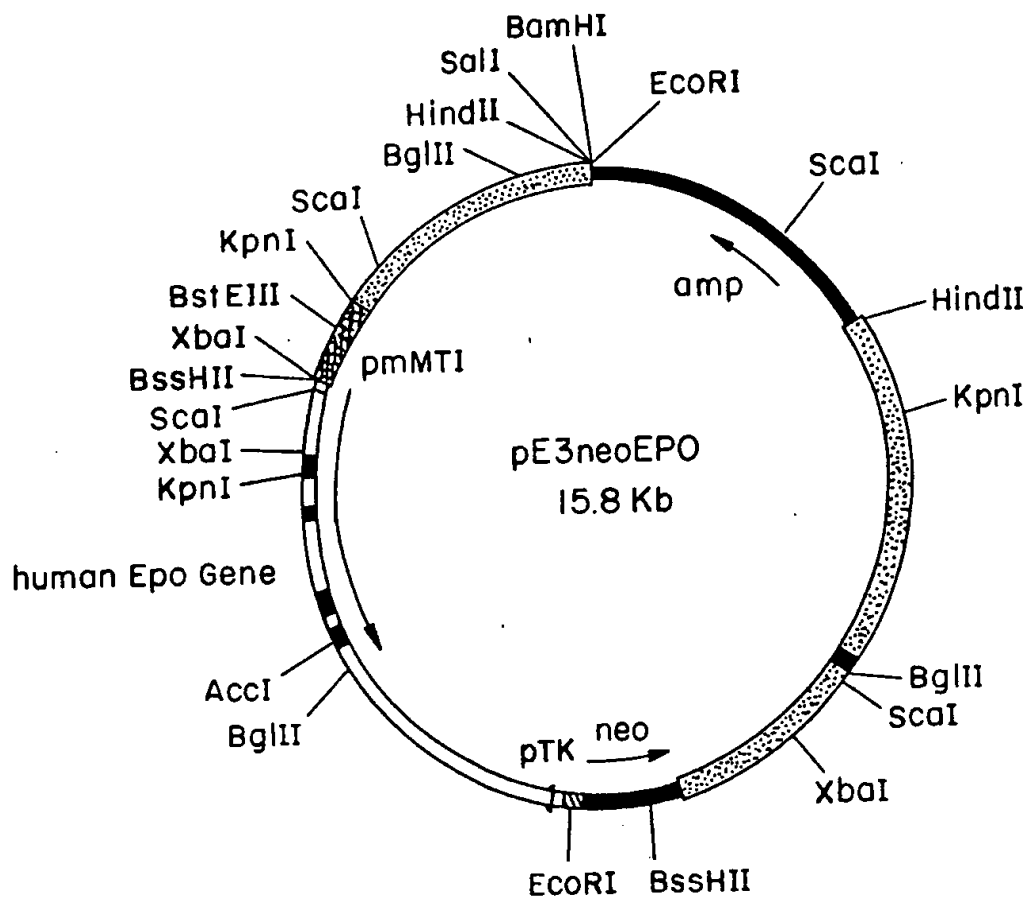 BamHI
SalI
EcoRI
HindII
BglII
ScaI
ScaI
KpnI
amp
BstEIII
HindII
XbaI
pmMTI
BssHII
KpnI
ScaI
XbaI
pE3neoEPO
KpnI
15.8 Kb
human Epo Gene
AccI
BglII
BglII
ScaI
neo
pTK
XbaI
EcoRI
BssHII